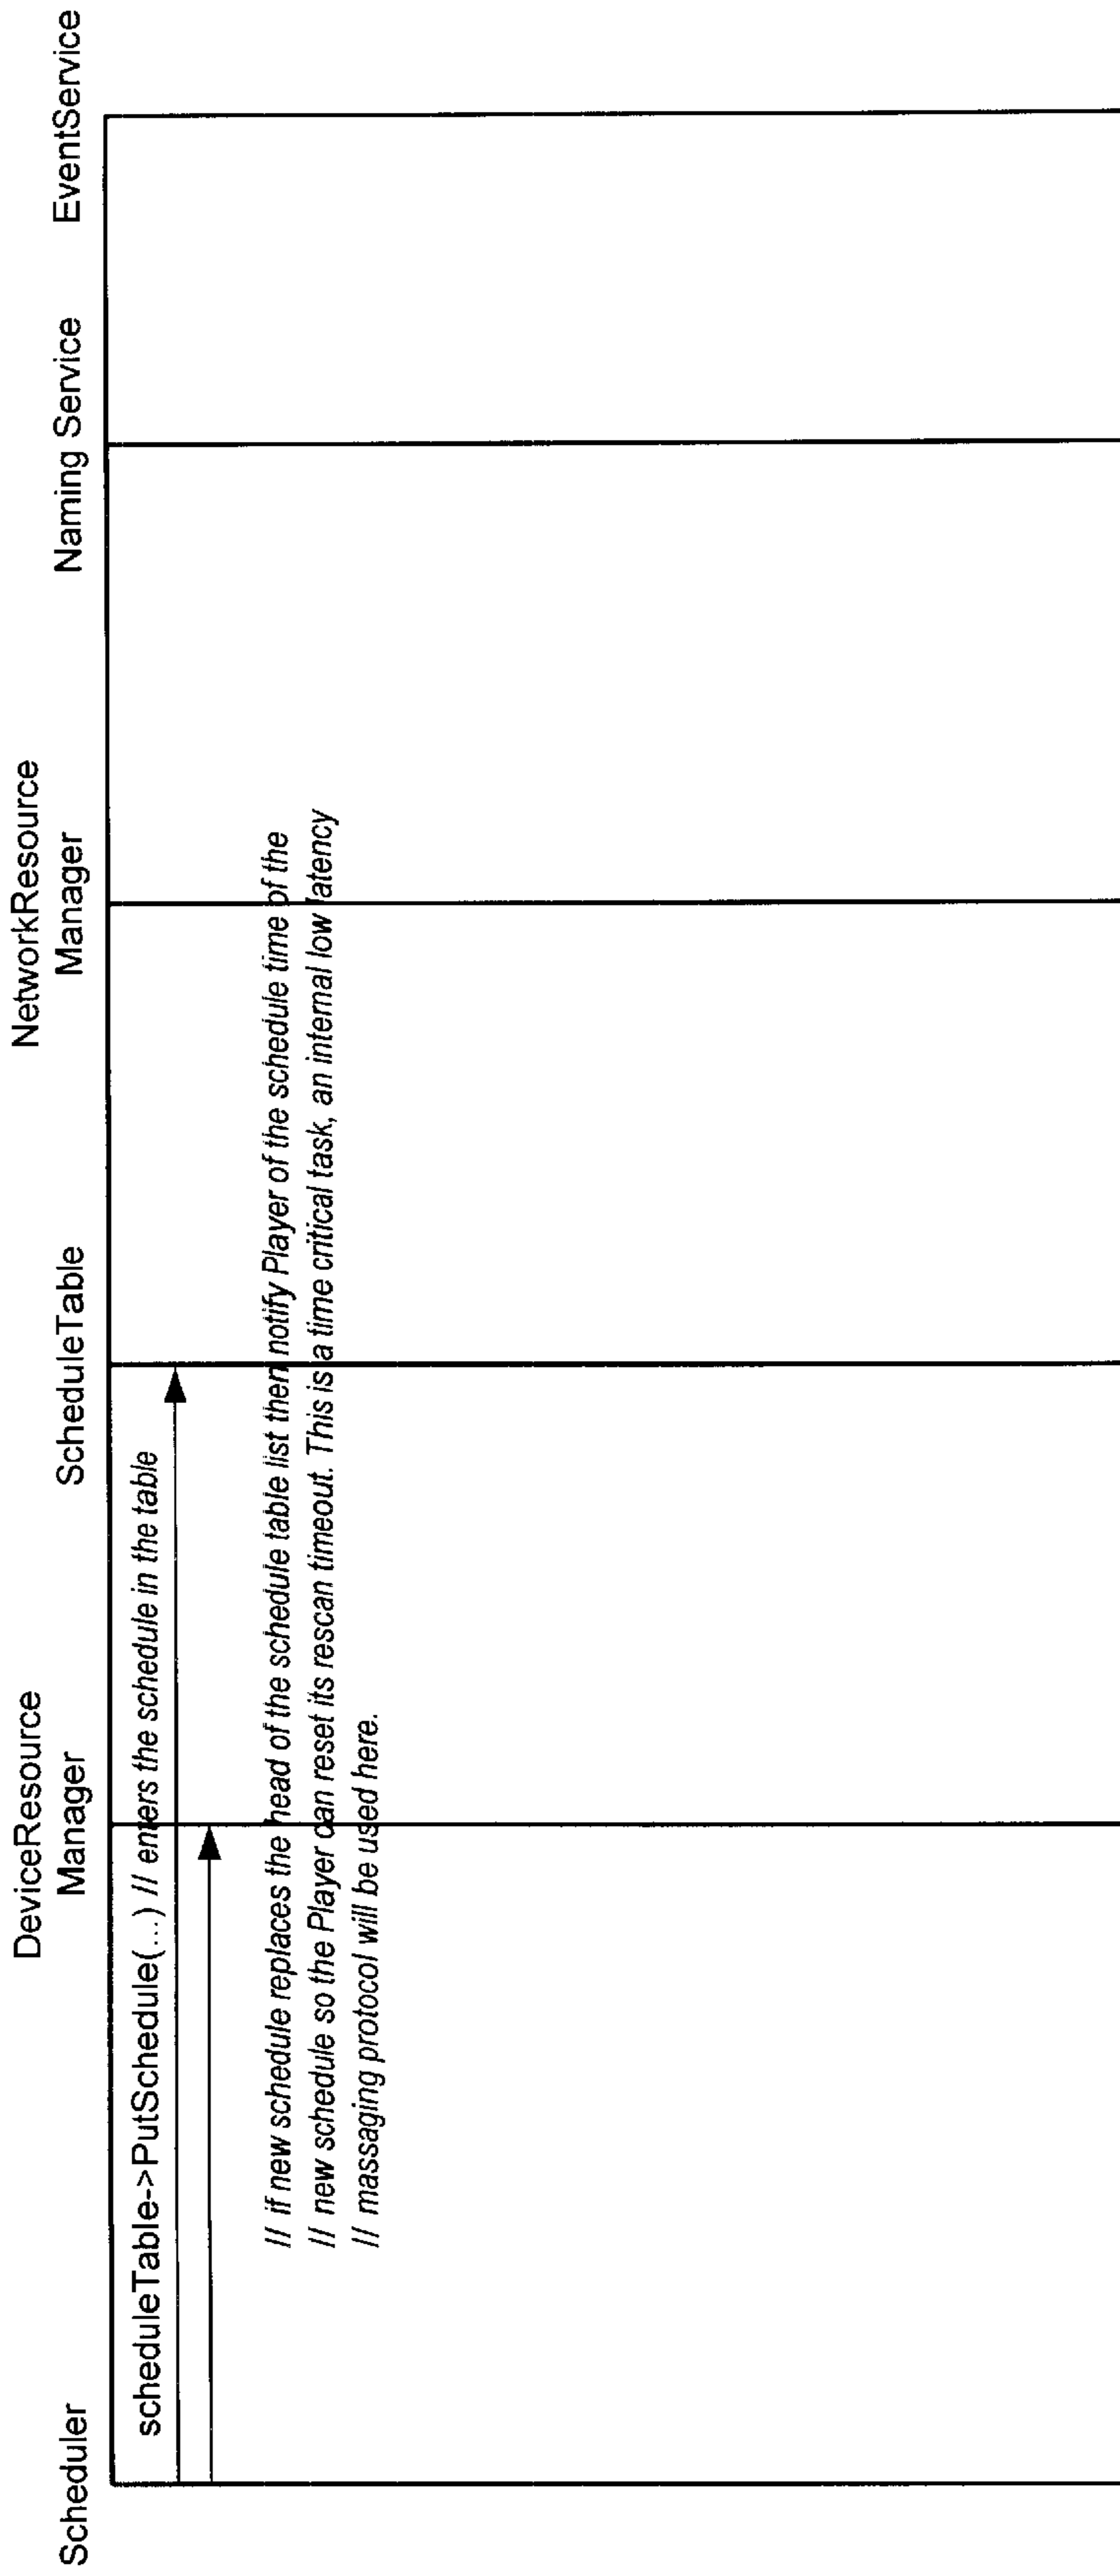 Scheduler
DeviceResource
Manager
ScheduleTable
NetworkResource
Manager
Naming Service
EventService
scheduleTable->PutSchedule(...) // enters the schedule in the table
// if new schedule replaces the head of the schedule table list then notify Player of the schedule time of the
// new schedule so the Player can reset its rescan timeout. This is a time critical task, an internal low latency
// massaging protocol will be used here.